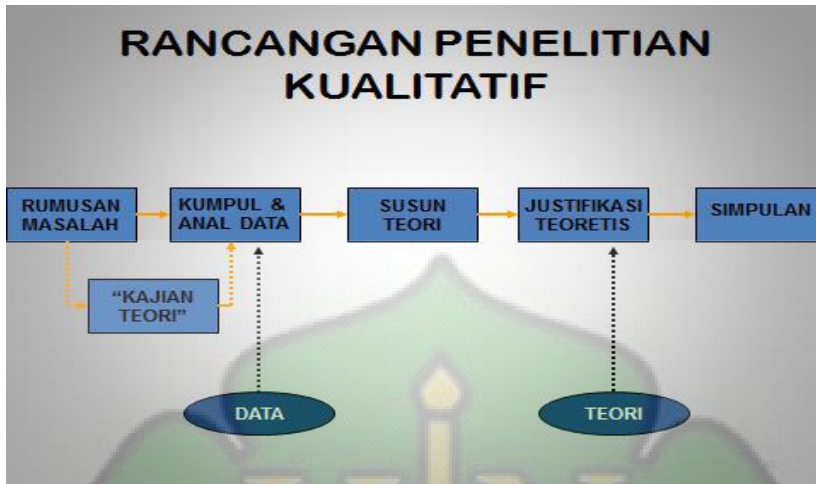 RANCANGAN PENELITIAN
KUALITATIF
RUMUSAN
MASALAH
KUMPUL &
ANAL DATA
SUSUN
TEORI
JUSTIFIKASI
TEORETIS
SIMPULAN
“KAJIAN
TEORI”
DATA
TEORI